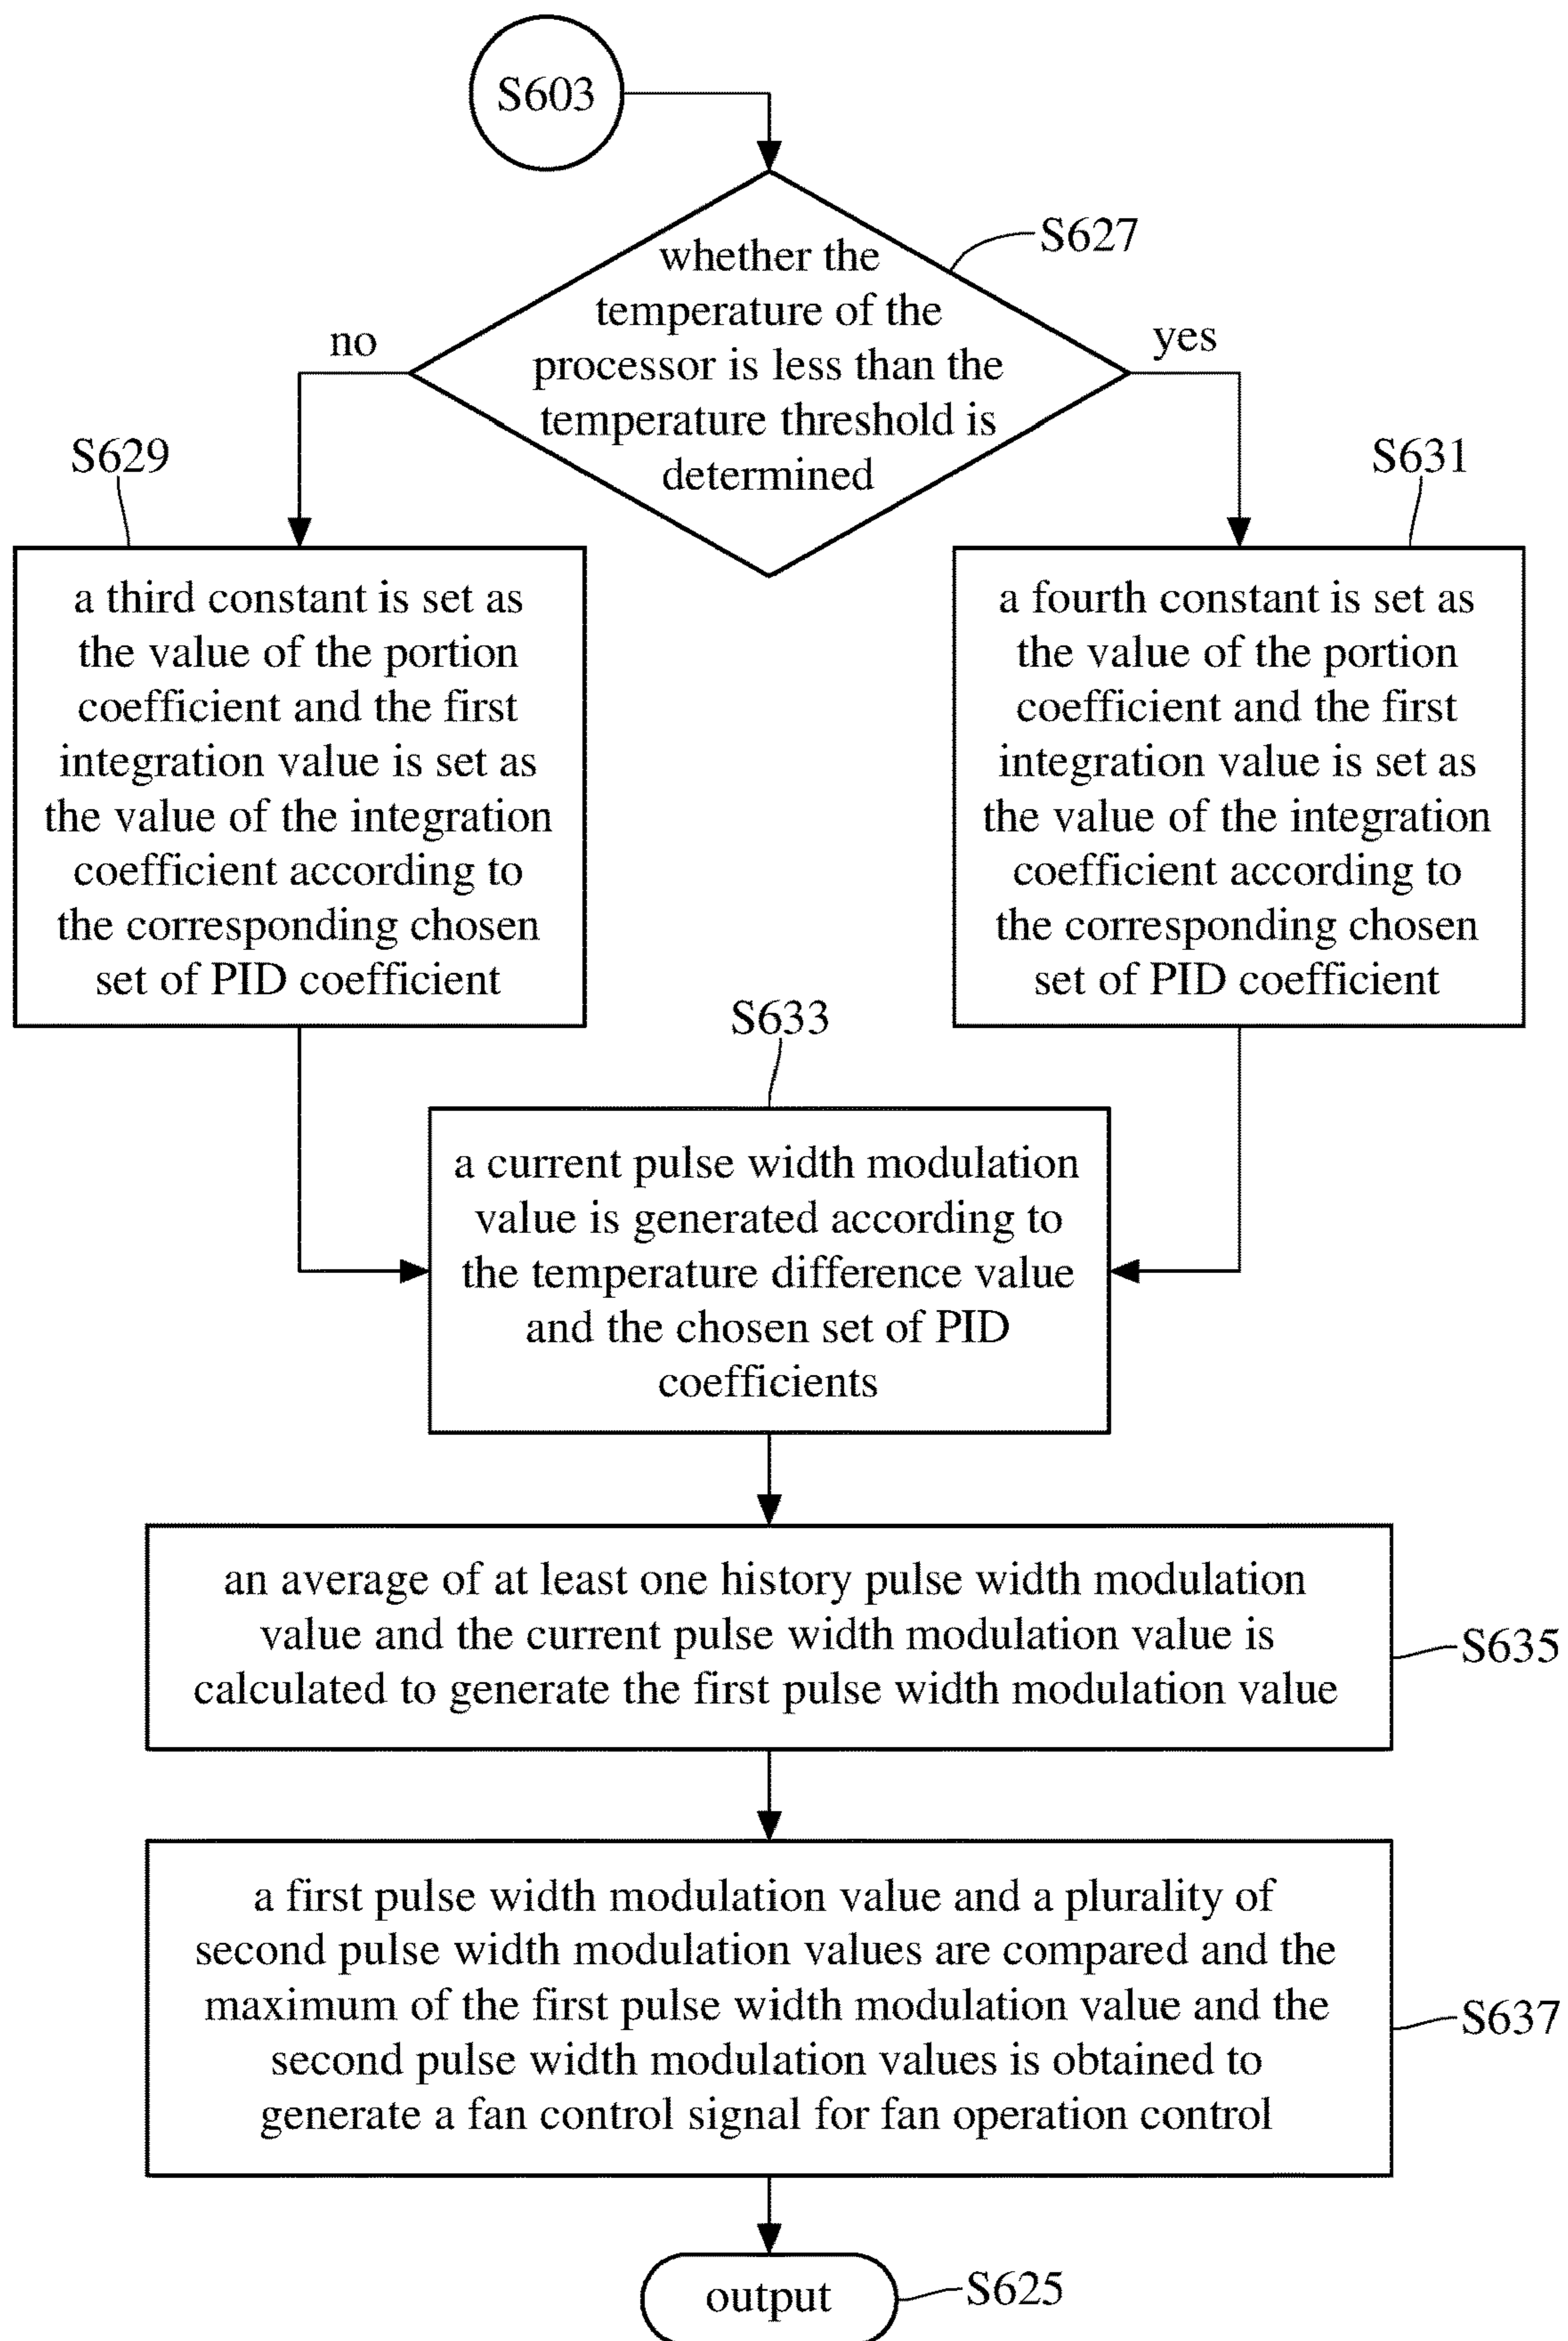 S603
S627
whether the
temperature of the
processor is less than the
temperature threshold is
determined
no
yes
S629
a third constant is set as
the value of the portion
coefficient and the first
integration value is set as
the value of the integration
coefficient according to
the corresponding chosen
set of PID coefficient
S631
a fourth constant is set as
the value of the portion
coefficient and the first
integration value is set as
the value of the integration
coefficient according to
the corresponding chosen
set of PID coefficient
S633
a current pulse width modulation
value is generated according to
the temperature difference value
and the chosen set of PID
coefficients
an average of at least one history pulse width modulation
value and the current pulse width modulation value is
calculated to generate the first pulse width modulation value
S635
a first pulse width modulation value and a plurality of
second pulse width modulation values are compared and the
maximum of the first pulse width modulation value and the
second pulse width modulation values is obtained to
generate a fan control signal for fan operation control
S637
output
S625